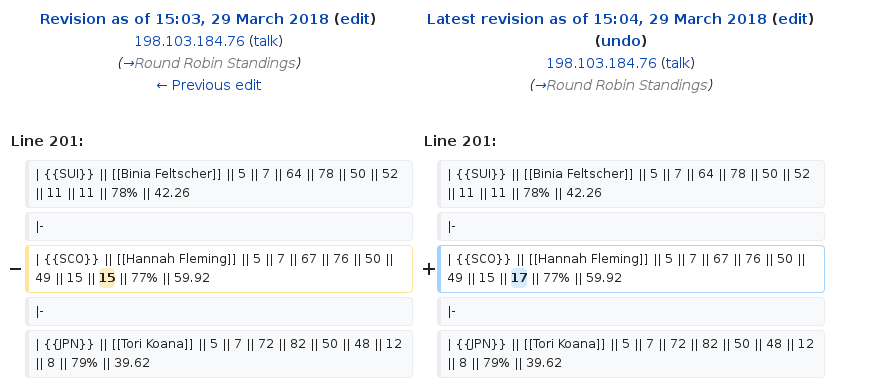 Revision as of 15:03, 29 March 2018 (edit)
198.103.184.76 (talk)
(→Round Robin Standings)
← Previous edit
Latest revision as of 15:04, 29 March 2018 (edit)
(undo)
198.103.184.76 (talk)
(→Round Robin Standings)
Line 201:
Line 201:
| {{SUI}} || [[Binia Feltscher]] || 5 || 7 || 64 || 78 || 50 || 52
|| 11 || 11 || 78% || 42.26
| {{SUI}} || [[Binia Feltscher]] || 5 || 7 || 64 || 78 || 50 || 52
|| 11 || 11 || 78% || 42.26
|-
|-
− | {{SCO}} || [[Hannah Fleming]] || 5 || 7 || 67 || 76 || 50 ||
49 || 15 || 15 || 77% || 59.92
+ | {{SCO}} || [[Hannah Fleming]] || 5 || 7 || 67 || 76 || 50 ||
49 || 15 || 17 || 77% || 59.92
|-
|-
| {{JPN}} || [[Tori Koana]] || 5 || 7 || 72 || 82 || 50 || 48 || 12
|| 8 || 79% || 39.62
| {{JPN}} || [[Tori Koana]] || 5 || 7 || 72 || 82 || 50 || 48 || 12
|| 8 || 79% || 39.62